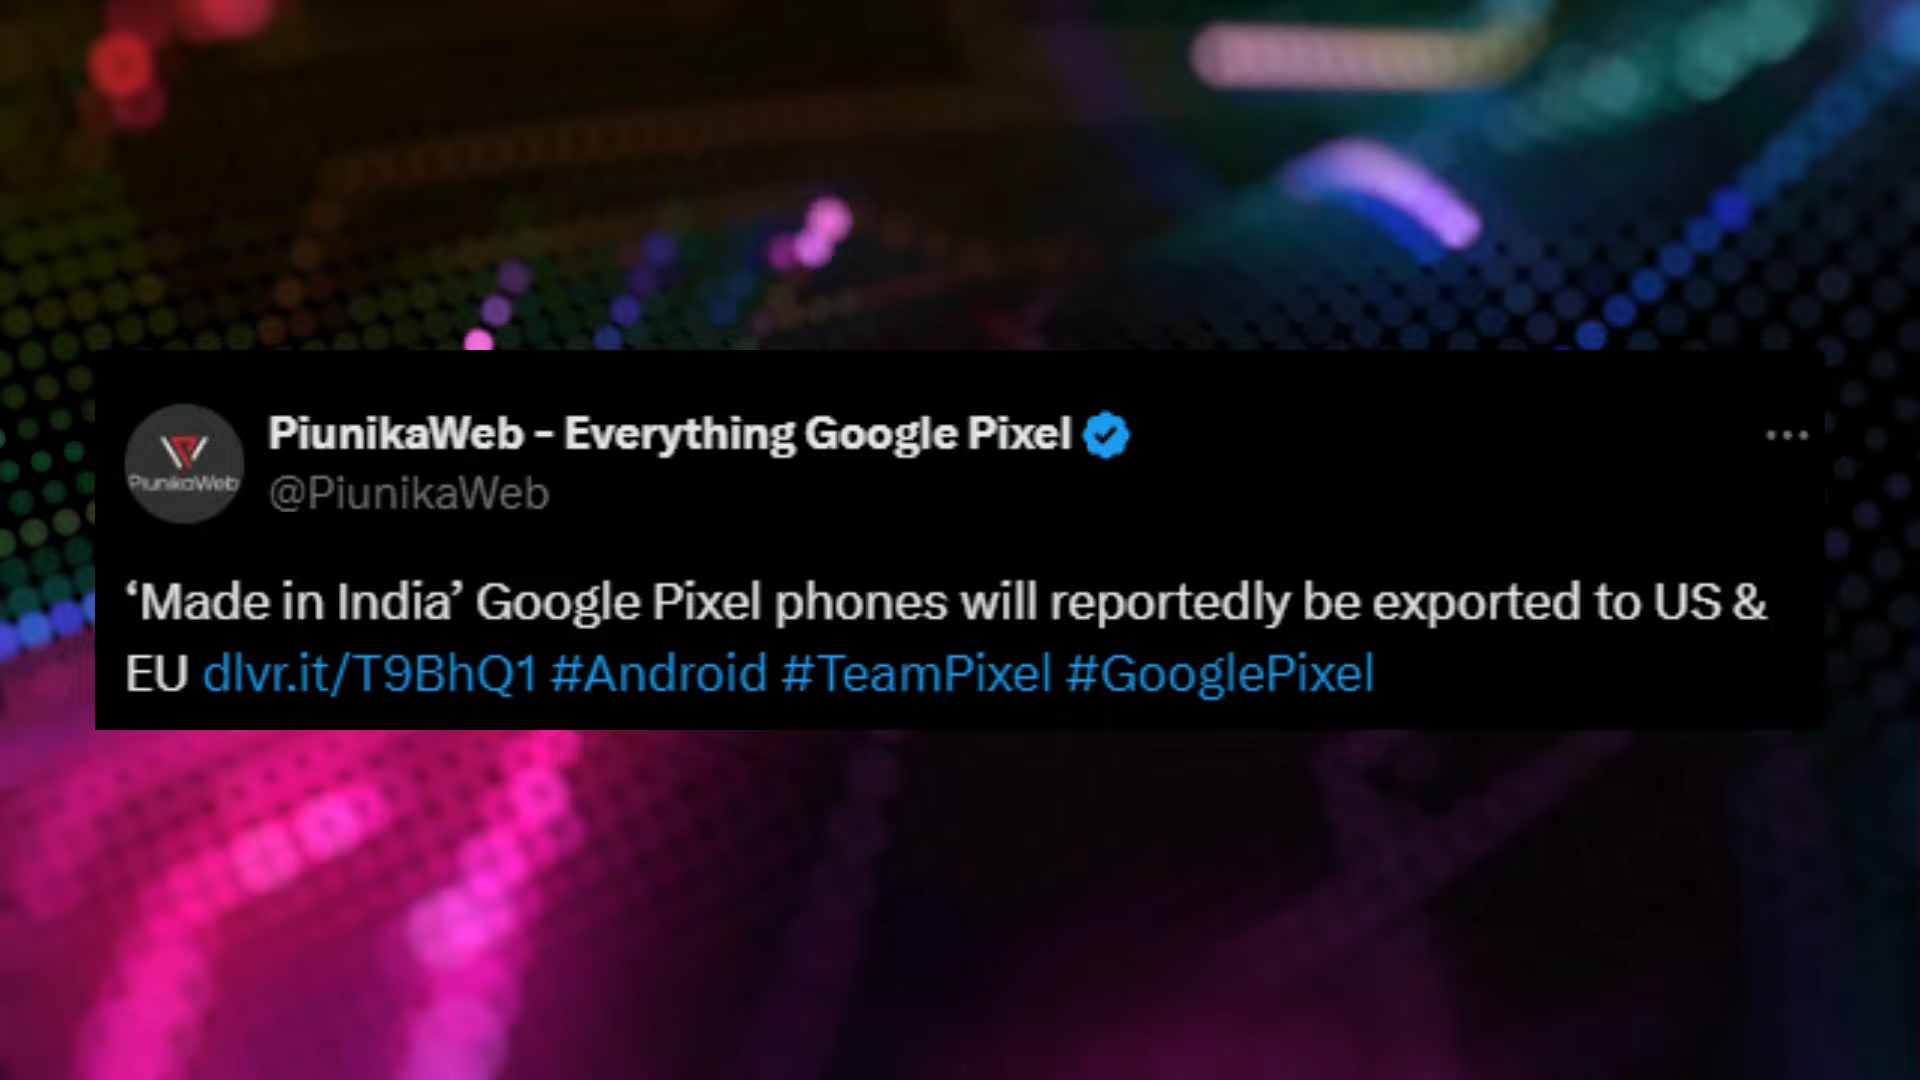 PiunikaWeb - Everything Google Pixel
PiunikaWeb
@PiunikaWeb
‘Made in India’ Google Pixel phones will reportedly be exported to US &
EU dlvr.it/T9BhQ1 #Android #TeamPixel #GooglePixel